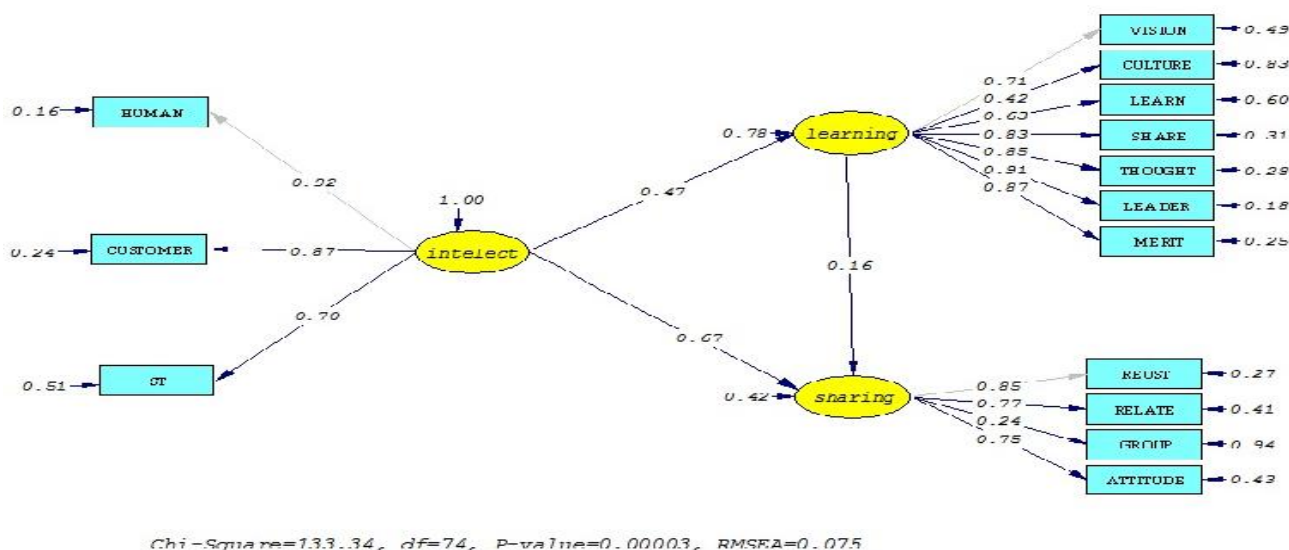 VISION
0.49
CULTURE
0.83
LEARN
0.60
SHARE
0.31
THOUGHT
0.28
LEADER
0.18
MERIT
0.25
0.71
0.42
0.63
0.83
0.85
0.91
0.87
0.16
HUMAN
0.78
learning
0.92
0.47
1.00
0.24
CUSTOMER
0.87
intelect
0.16
0.67
0.70
0.51
ST
0.42
sharing
0.85
0.77
0.24
0.75
REUST
0.27
RELATE
0.41
GROUP
0.94
ATTITUDE
0.43
Chi-Square=133.34, df=74, P-value=0.00003, RMSEA=0.075